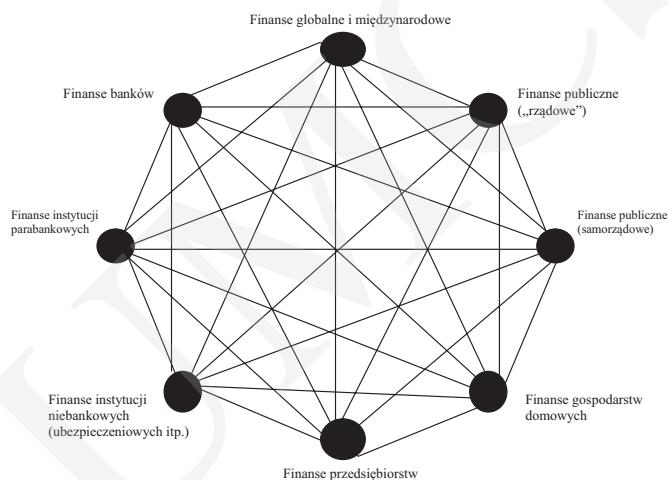 Finanse globalne i międzynarodowe
Finanse banków
Finanse publiczne
(„rządowe”)
Finanse instytucji
parabankowych
Finanse publiczne
(samorządowe)
Finanse instytucji
niebankowych
(ubezpieczeniowych itp.)
Finanse gospodarstw
domowych
Finanse przedsiębiorstw